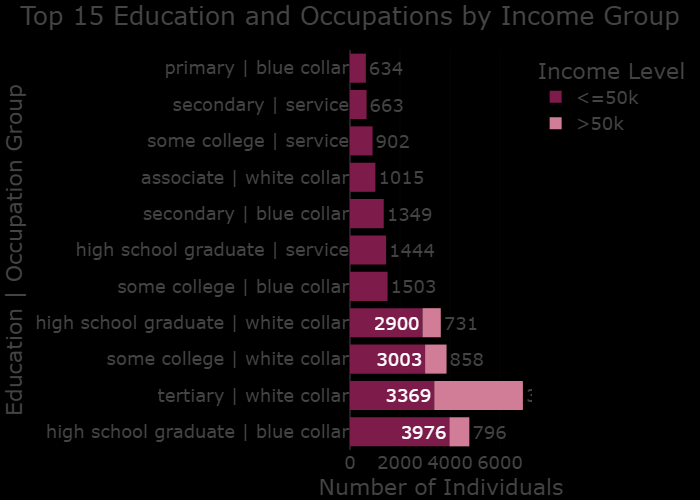 Top 15 Education and Occupations by Income Group
Income Level
<=50k
>50k
Education | Occupation Group
primary | blue collar 634
secondary | service 663
some college | service 902
associate | white collar 1015
secondary | blue collar 1349
high school graduate | service 1444
some college | blue collar 1503
high school graduate | white collar 2900 731
some college | white collar 3003 858
tertiary | white collar 3369
high school graduate | blue collar 3976 796
0 2000 4000 6000
Number of Individuals